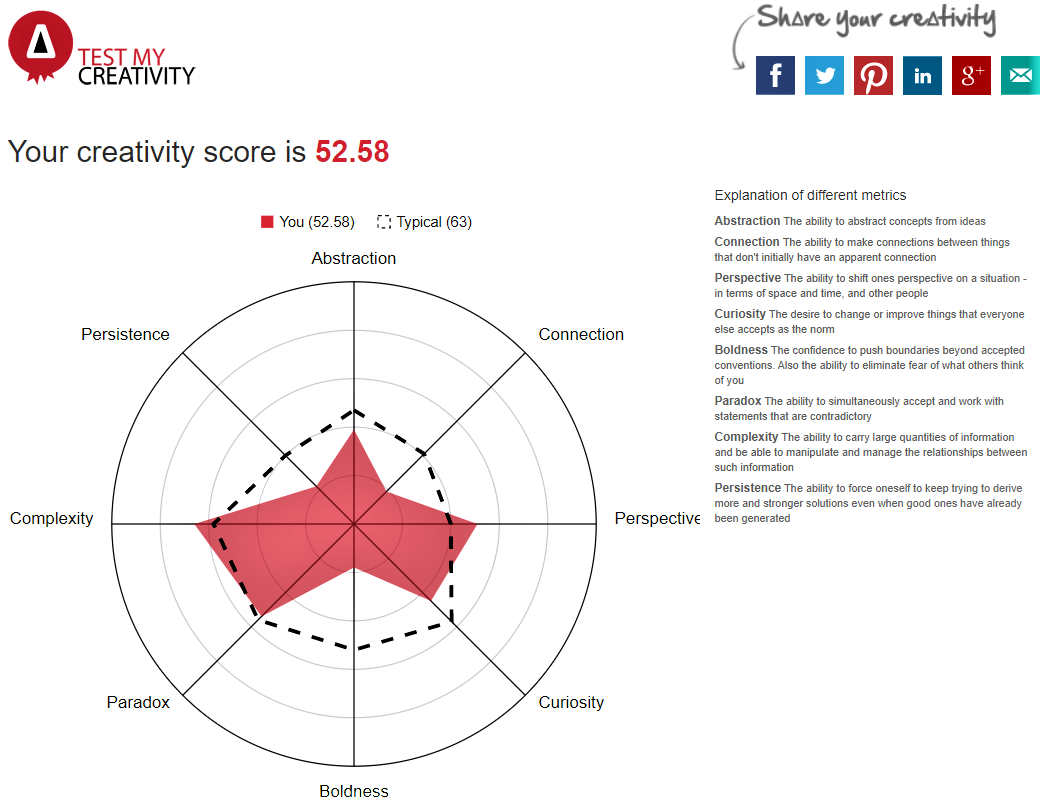 Share your creativity
TEST MY
CREATIVITY
f
in
g+
Your creativity score is 52.58
You (52.58)
Typical (63)
Abstraction
Connection
Perspective
Curiosity
Boldness
Paradox
Complexity
Persistence
Explanation of different metrics
Abstraction The ability to abstract concepts from ideas
Connection The ability to make connections between things
that don't initially have an apparent connection
Perspective The ability to shift ones perspective on a situation -
in terms of space and time, and other people
Curiosity The desire to change or improve things that everyone
else accepts as the norm
Boldness The confidence to push boundaries beyond accepted
conventions. Also the ability to eliminate fear of what others think
of you
Paradox The ability to simultaneously accept and work with
statements that are contradictory
Complexity The ability to carry large quantities of information
and be able to manipulate and manage the relationships between
such information
Persistence The ability to force oneself to keep trying to derive
more and stronger solutions even when good ones have already
been generated